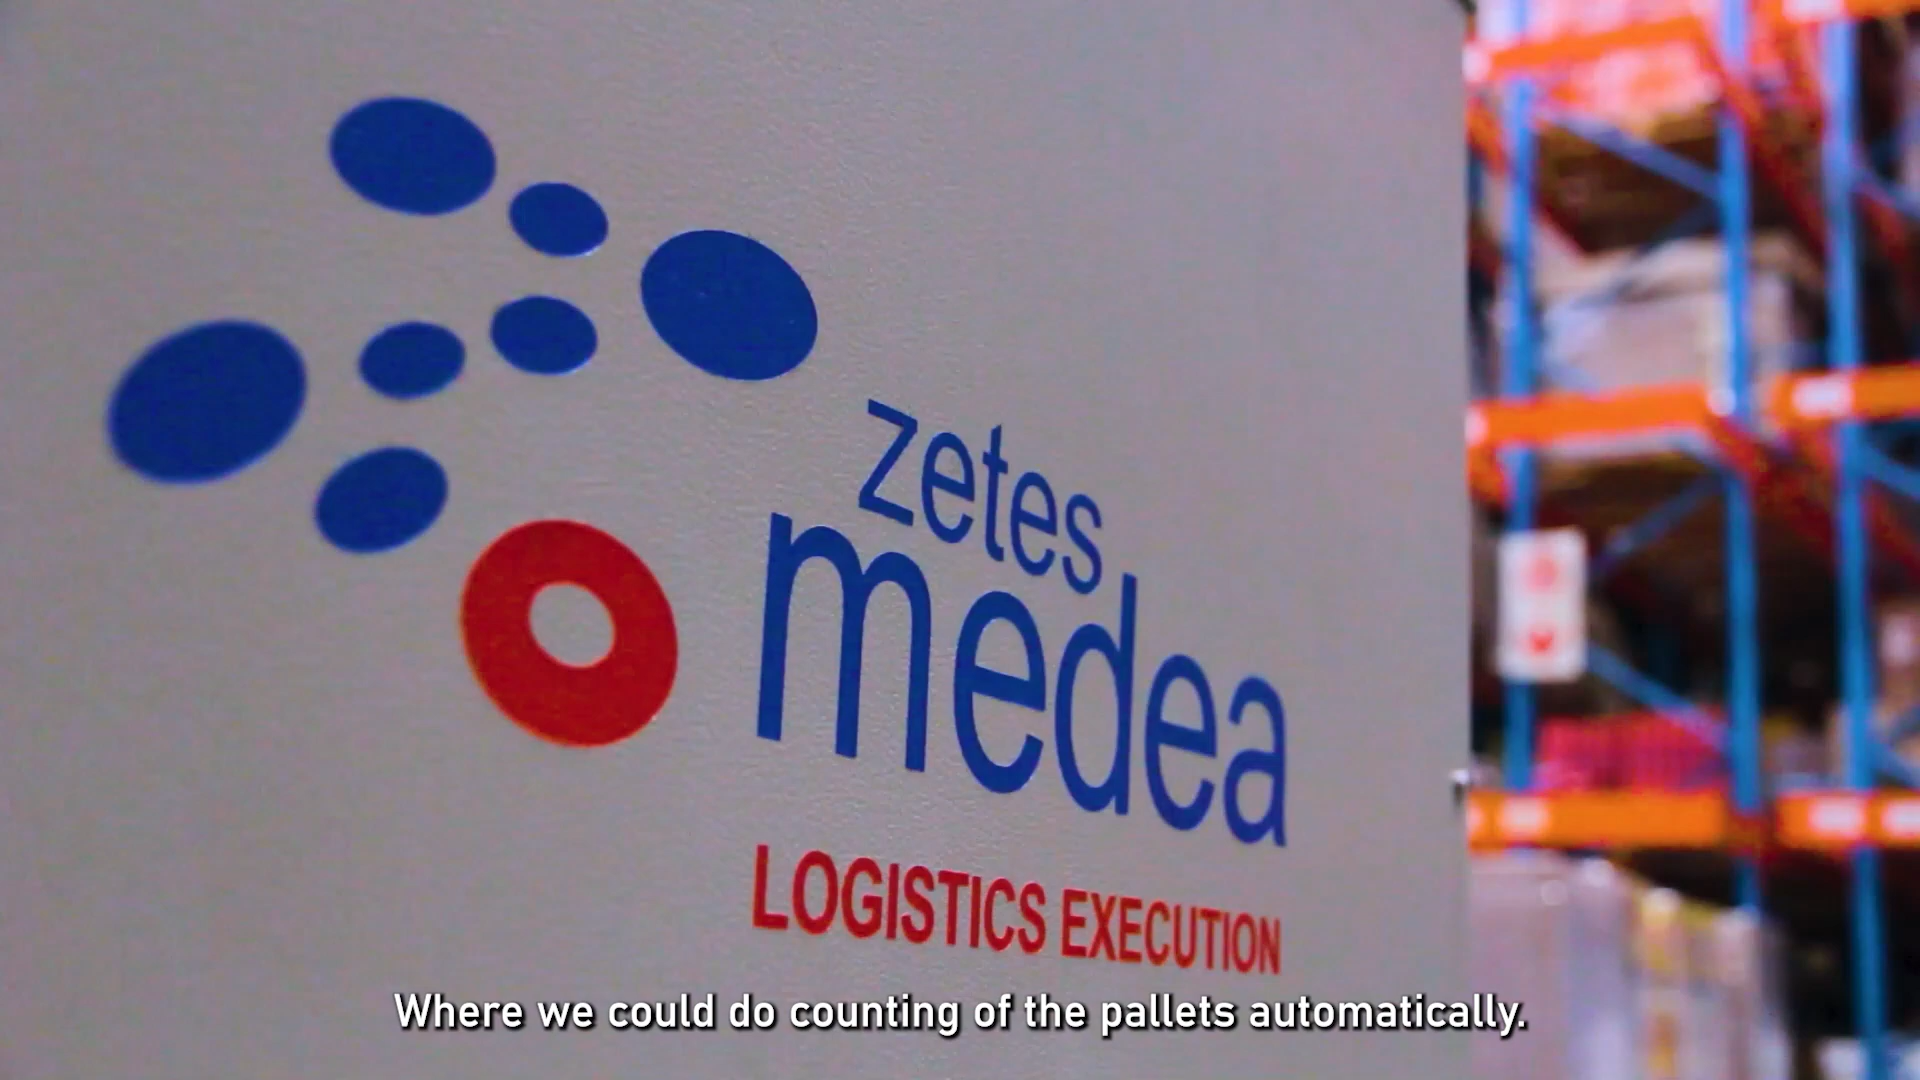 zetes
medea
LOGISTICS EXECUTION
Where we could do counting of the pallets automatically.